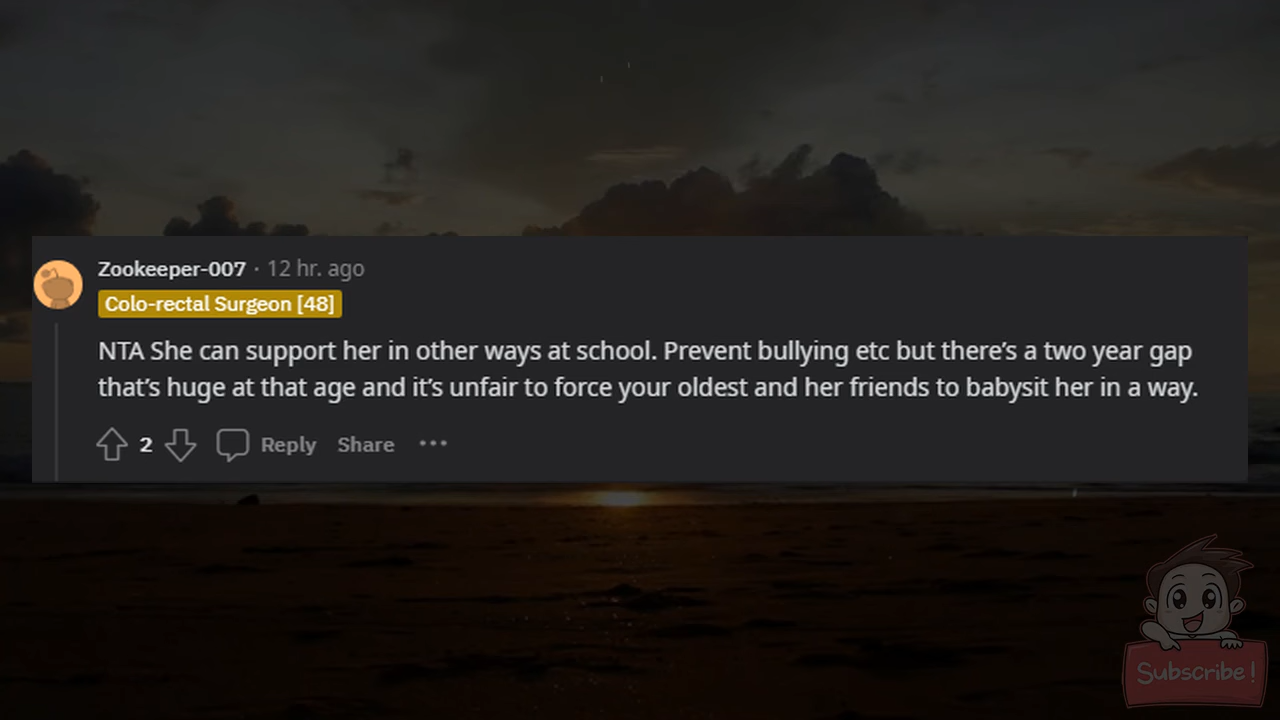 Zookeeper-007 · 12 hr. ago
Colo-rectal Surgeon [48]
NTA She can support her in other ways at school. Prevent bullying etc but there’s a two year gap
that’s huge at that age and it’s unfair to force your oldest and her friends to babysit her in a way.
2 Reply Share ···
Subscribe!